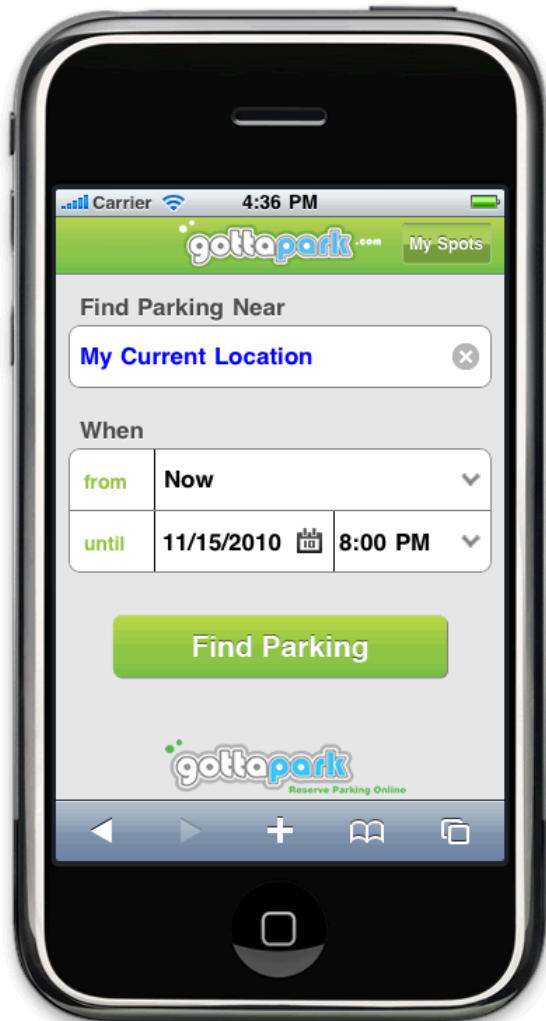 Carrier 4:36 PM
gottapark.com My Spots
Find Parking Near
My Current Location
When
from Now
until 11/15/2010 10 8:00 PM
Find Parking
gottapark
Reserve Parking Online